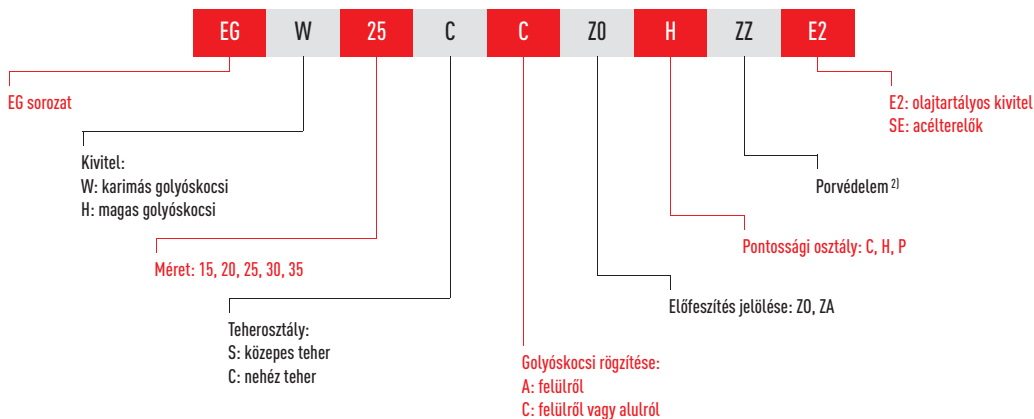 EG W 25 C C Z0 H ZZ E2
EG sorozat
E2: olajtartályos kivitel
SE: acélterelők
Kivitel:
W: karimás golyóskocsi
H: magas golyóskocsi
Porvédelem 2)
Méret: 15, 20, 25, 30, 35
Pontossági osztály: C, H, P
Előfeszítés jelölése: Z0, ZA
Teherosztály:
S: közepes teher
C: nehéz teher
Golyóskocsi rögzítése:
A: felülről
C: felülről vagy alulról